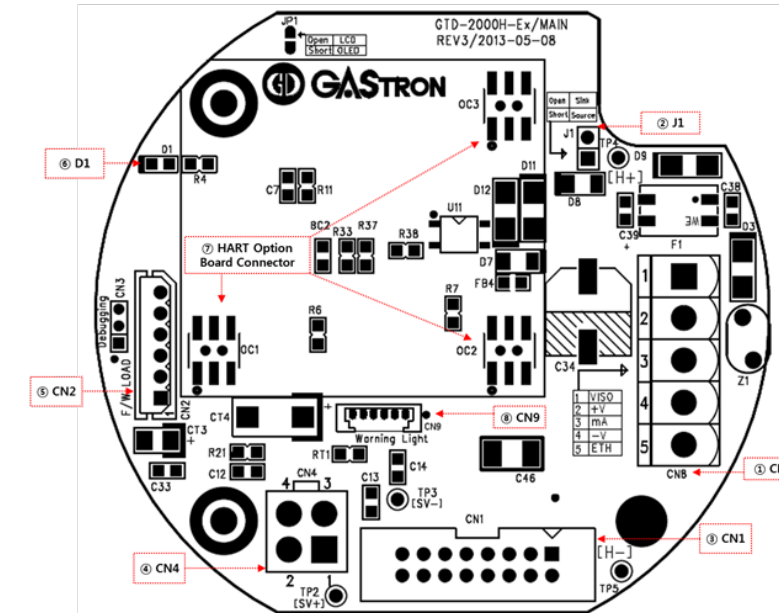 JP1
GTD-2000H-Ex/MAIN
REV3/2013-05-08
Open LCD
Short OLED
GD GASTRON
OC3
Open Sink
Short Source
② J1
J1
TP4
[H+]
D9
⑥ D1
D1
R4
C7
R11
D12
D11
D8
C38
WE
C39
+
F1
D3
U11
⑦ HART Option
Board Connector
BC2
R33
R37
R38
D7
FB4
CN3
Debugging
R6
R7
OC1
OC2
C34
+
Z1
1
2
3
4
5
1 VISO
2 +V
3 mA
4 -V
5 ETH
CNB
⑤ CN2
F/W LOAD
CN2
CT3
+
CT4
+
CN9
Warning Light
⑧ CN9
R21
C12
C33
RT1
C14
C13
C46
CN4
4 3
2 1
④ CN4
TP3
[SV-]
TP2
[SV+]
CN1
③ CN1
[H-]
TP5